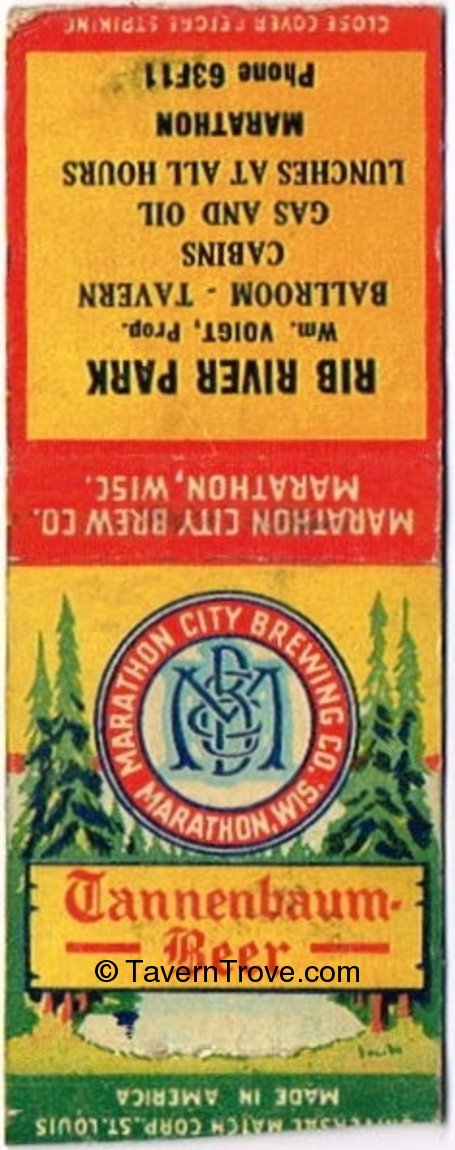 CLOSE COVER BEFORE STRIKING
RIB RIVER PARK
Wm. VOIGT, Prop.
BALLROOM - TAVERN
CABINS
GAS AND OIL
LUNCHES AT ALL HOURS
MARATHON
Phone 63F11
MARATHON CITY BREW CO.
MARATHON, WISC.
MARATHON CITY BREWING CO.
MARATHON, WIS.
MCBCO
Tannenbaum-
Beer
© TavernTrove.com
MADE IN AMERICA
UNIVERSAL MATCH CORP. ST. LOUIS